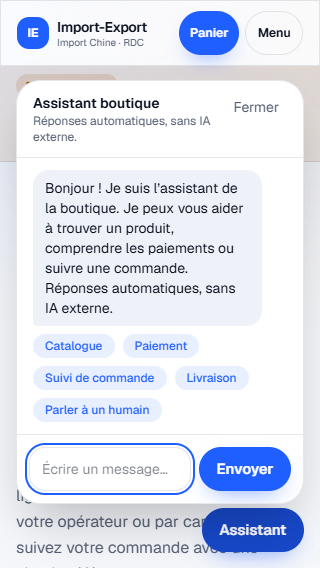 IE
Import-Export
Import Chine · RDC
Panier
Menu
Assistant boutique
Fermer
Réponses automatiques, sans IA
externe.
Bonjour ! Je suis l'assistant de
la boutique. Je peux vous aider
à trouver un produit,
comprendre les paiements ou
suivre une commande.
Réponses automatiques, sans
IA externe.
Catalogue
Paiement
Suivi de commande
Livraison
Parler à un humain
Écrire un message...
Envoyer
votre opérateur ou par
Assistant
suivez votre commande